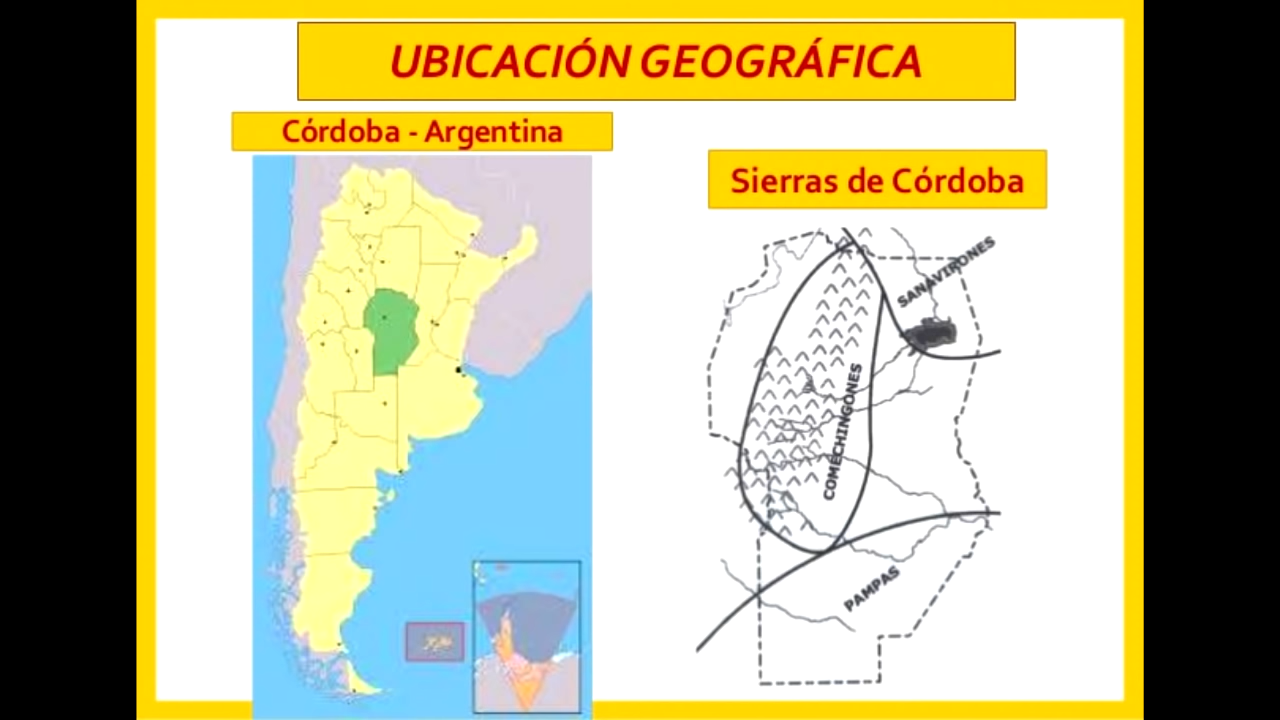 UBICACIÓN GEOGRÁFICA
Córdoba - Argentina
Sierras de Córdoba
SANAVIRONES
COMECHINGONES
PAMPAS